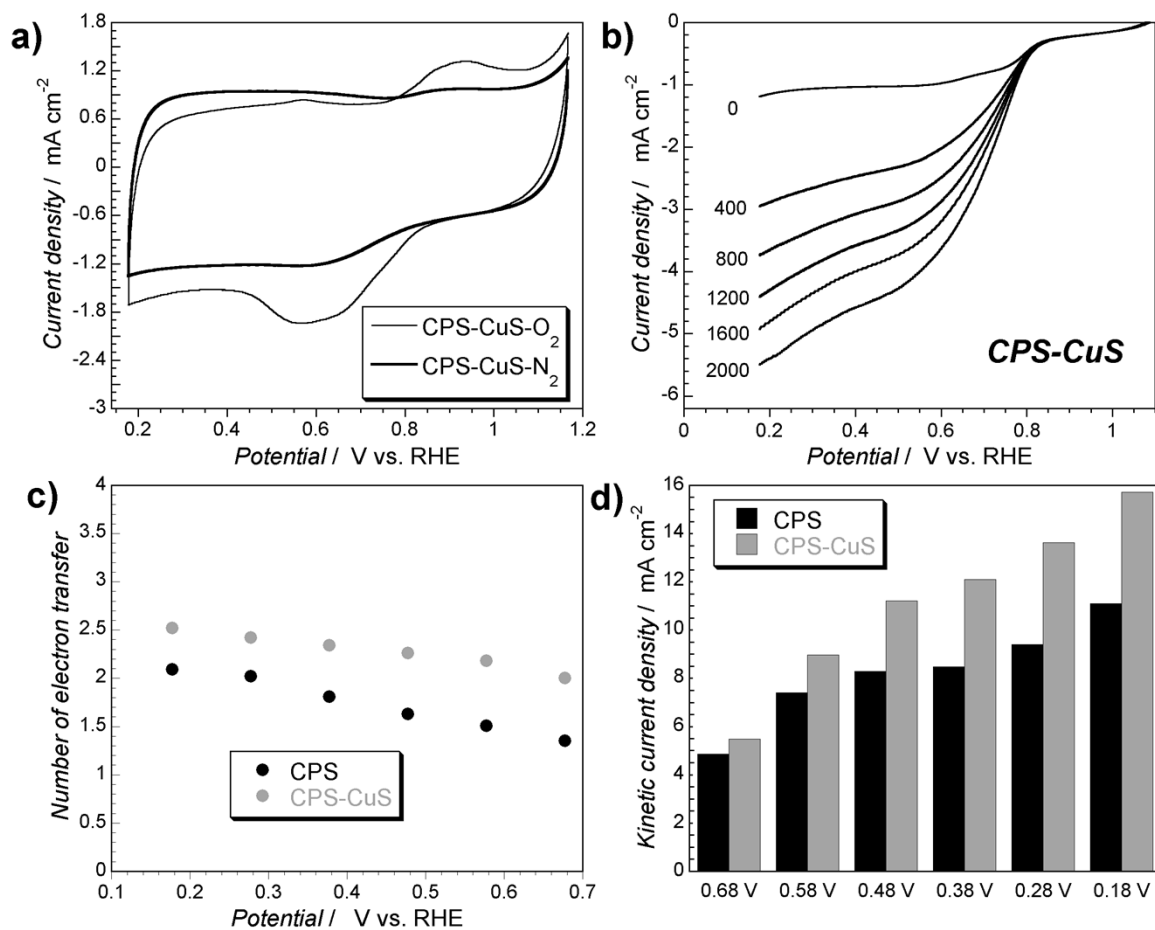 a)
Current density / mA cm-2
1.8
1.2
0.6
0
-0.6
-1.2
-1.8
-2.4
-3
CPS-CuS-O2
CPS-CuS-N2
0.2 0.4 0.6 0.8 1 1.2
Potential / V vs. RHE
b)
Current density / mA cm-2
0
-1
-2
-3
-4
-5
-6
0
400
800
1200
1600
2000
CPS-CuS
0 0.2 0.4 0.6 0.8 1
Potential / V vs. RHE
c)
Number of electron transfer
4
3.5
3
2.5
2
1.5
1
0.5
0
CPS
CPS-CuS
0.1 0.2 0.3 0.4 0.5 0.6 0.7
Potential / V vs. RHE
d)
Kinetic current density / mA cm-2
16
14
12
10
8
6
4
2
0
CPS
CPS-CuS
0.68 V 0.58 V 0.48 V 0.38 V 0.28 V 0.18 V